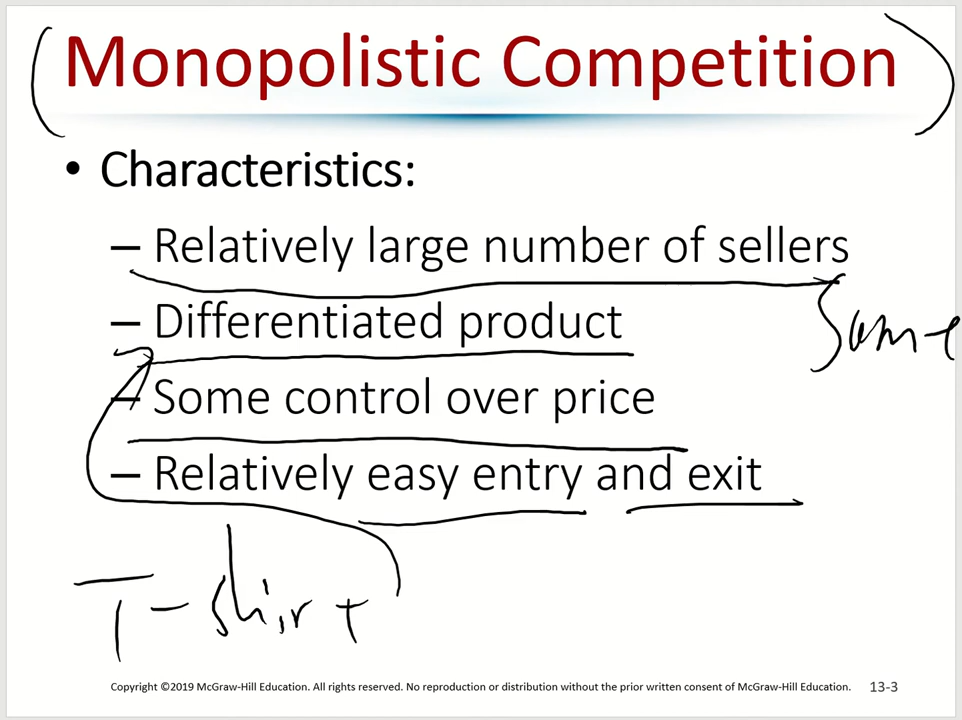 Monopolistic Competition
• Characteristics:
– Relatively large number of sellers
– Differentiated product
Same
– Some control over price
– Relatively easy entry and exit
T-shirt
Copyright ©2019 McGraw-Hill Education. All rights reserved. No reproduction or distribution without the prior written consent of McGraw-Hill Education. 13-3